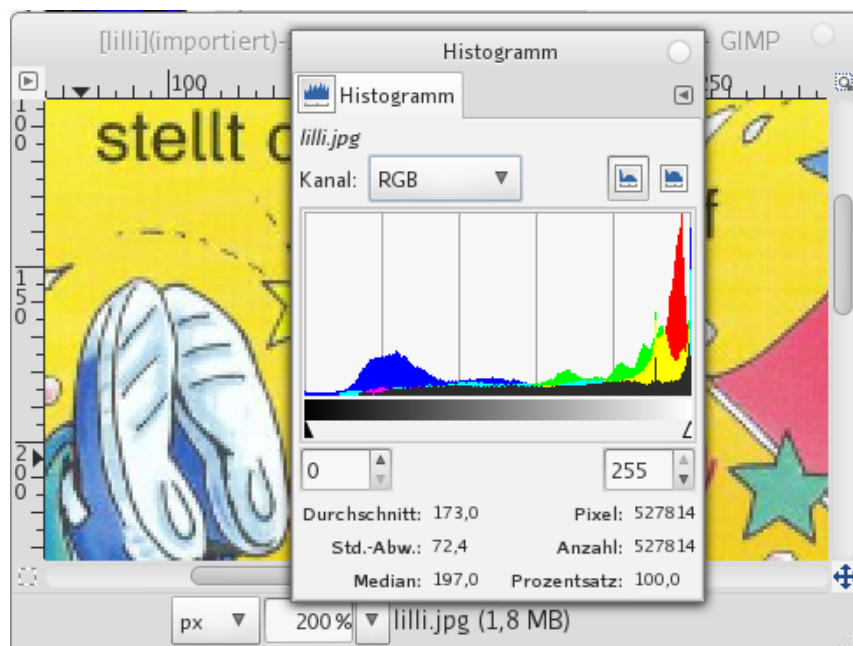 [lilli](importiert)- - GIMP
Histogramm
100
250
Histogramm
lilli.jpg
Kanal: RGB
100
stellt
f
150
200
0 255
Durchschnitt: 173,0 Pixel: 527814
Std.-Abw.: 72,4 Anzahl: 527814
Median: 197,0 Prozentsatz: 100,0
px 200 % lilli.jpg (1,8 MB)